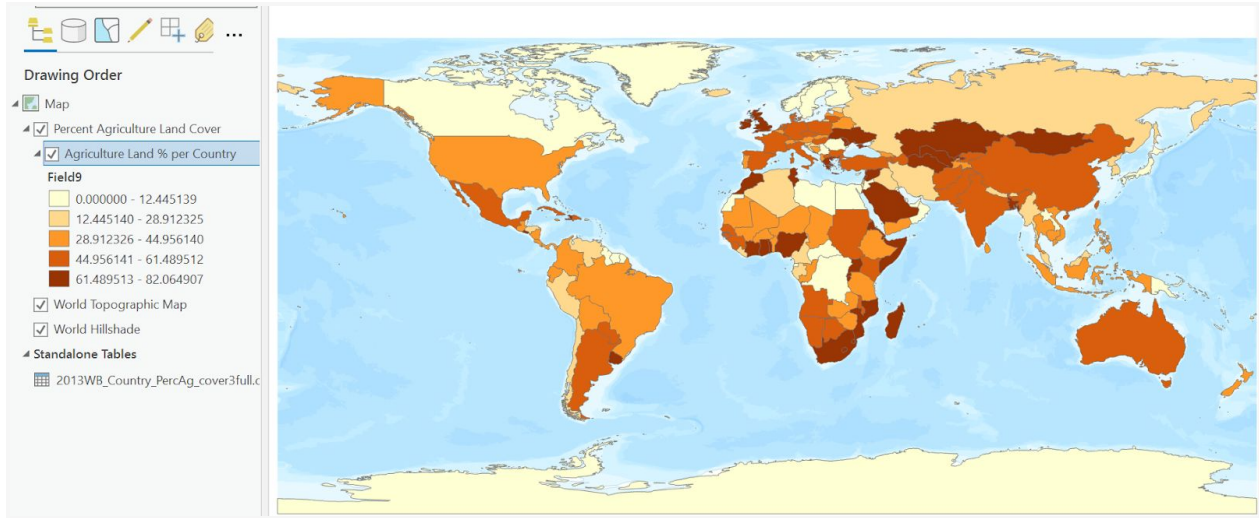 ...
Drawing Order
Map
Percent Agriculture Land Cover
Agriculture Land % per Country
Field9
0.000000 - 12.445139
12.445140 - 28.912325
28.912326 - 44.956140
44.956141 - 61.489512
61.489513 - 82.064907
World Topographic Map
World Hillshade
Standalone Tables
2013WB_Country_PercAg_cover3full.c